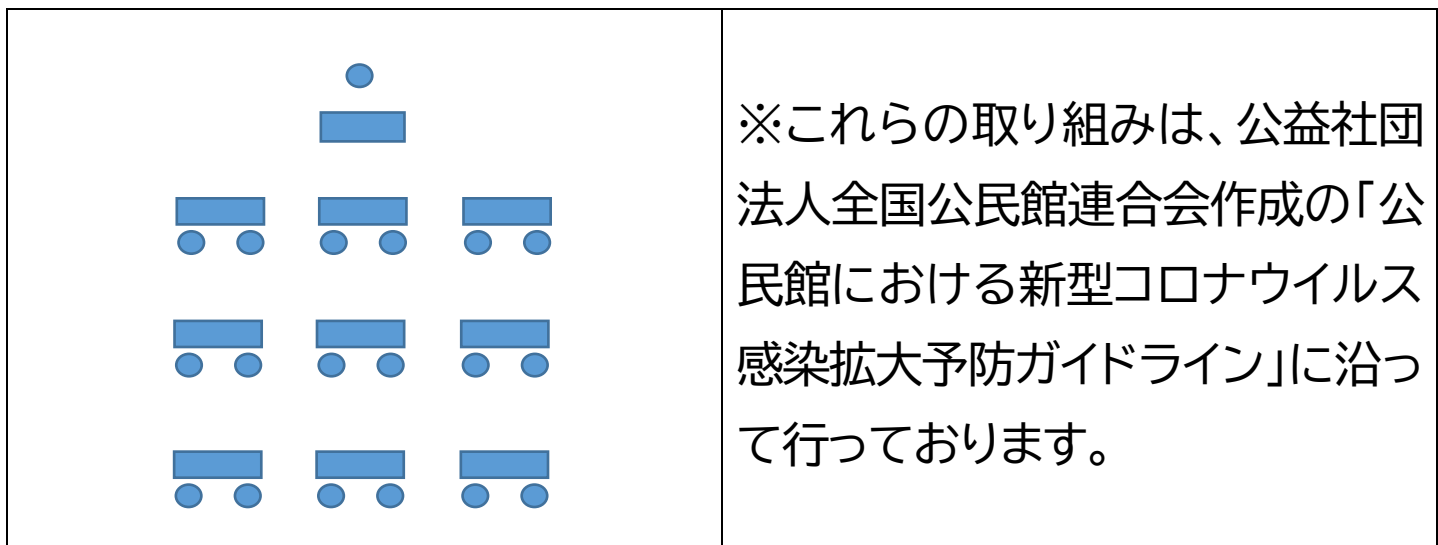 ※これらの取り組みは、公益社団
法人全国公民館連合会作成の「公
民館における新型コロナウイルス
感染拡大予防ガイドライン」に沿っ
て行っております。